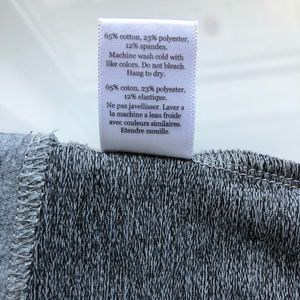 65% cotton, 23% polyester,
12% spandex.
Machine wash cold with
like colors. Do not bleach.
Hang to dry.
65% coton, 23% polyester,
12% elastique.
Ne pas javellisser. Laver a
la machine a leau froide
avec couleurs similaires.
Etendre mouille.